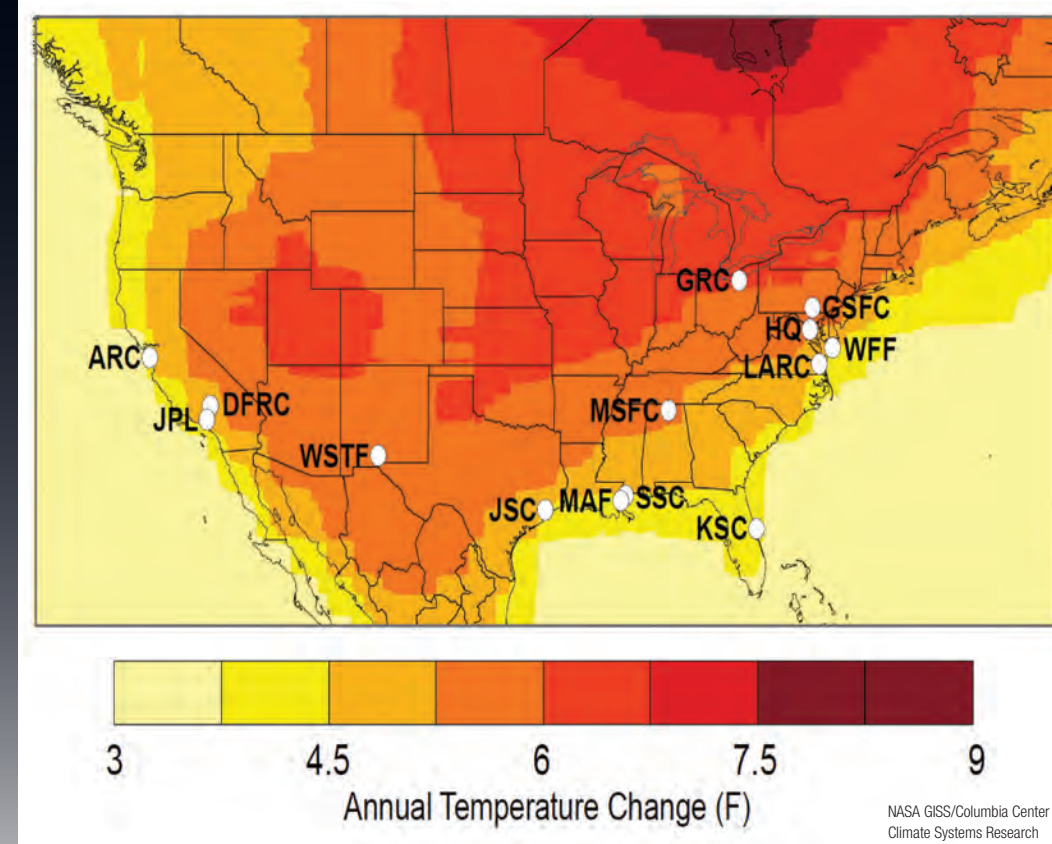 GRC
GSFC
HQ
WFF
ARC
LARC
DFRC
JPL
MSFC
WSTF
JSC
MAF
SSC
KSC
3
4.5
6
7.5
9
Annual Temperature Change (F)
NASA GISS/Columbia Center
Climate Systems Research